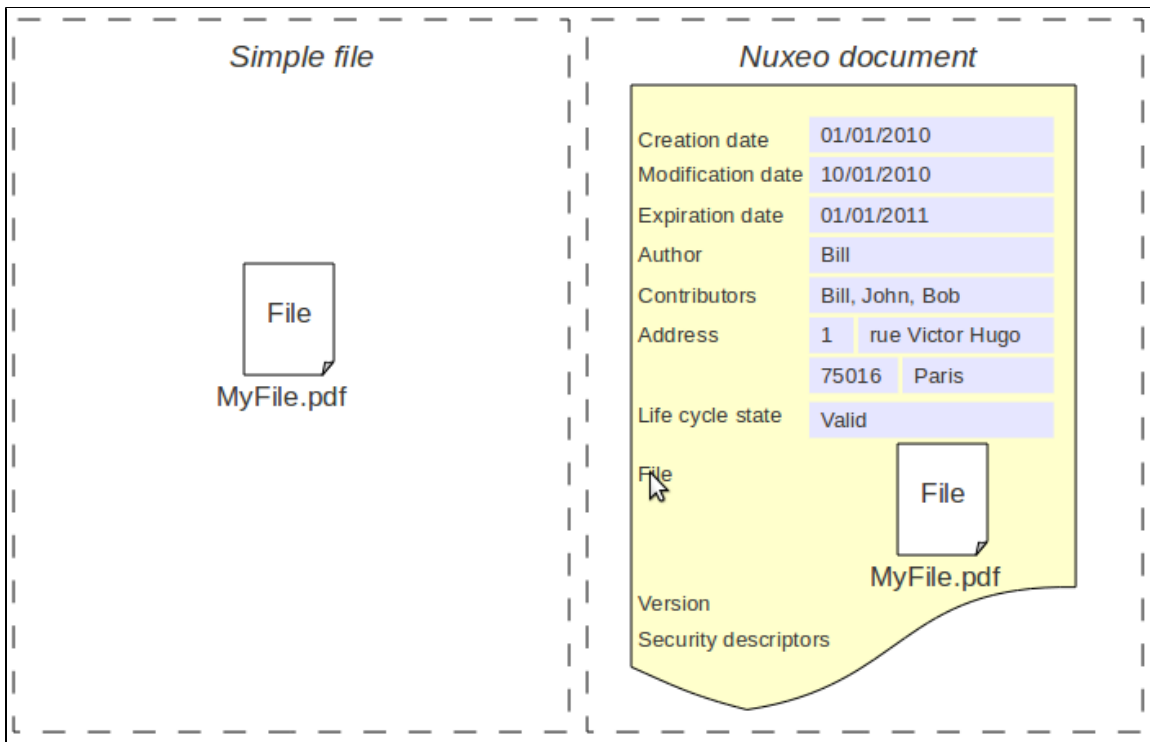 Simple file
File
MyFile.pdf
Nuxeo document
Creation date 01/01/2010
Modification date 10/01/2010
Expiration date 01/01/2011
Author Bill
Contributors Bill, John, Bob
Address 1 rue Victor Hugo
75016 Paris
Life cycle state Valid
File
File
MyFile.pdf
Version
Security descriptors